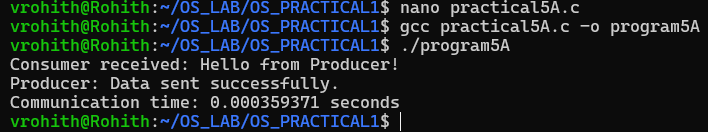 vrohith@Rohith:~/OS_LAB/OS_PRACTICAL1$ nano practical5A.c
vrohith@Rohith:~/OS_LAB/OS_PRACTICAL1$ gcc practical5A.c -o program5A
vrohith@Rohith:~/OS_LAB/OS_PRACTICAL1$ ./program5A
Consumer received: Hello from Producer!
Producer: Data sent successfully.
Communication time: 0.000359371 seconds
vrohith@Rohith:~/OS_LAB/OS_PRACTICAL1$